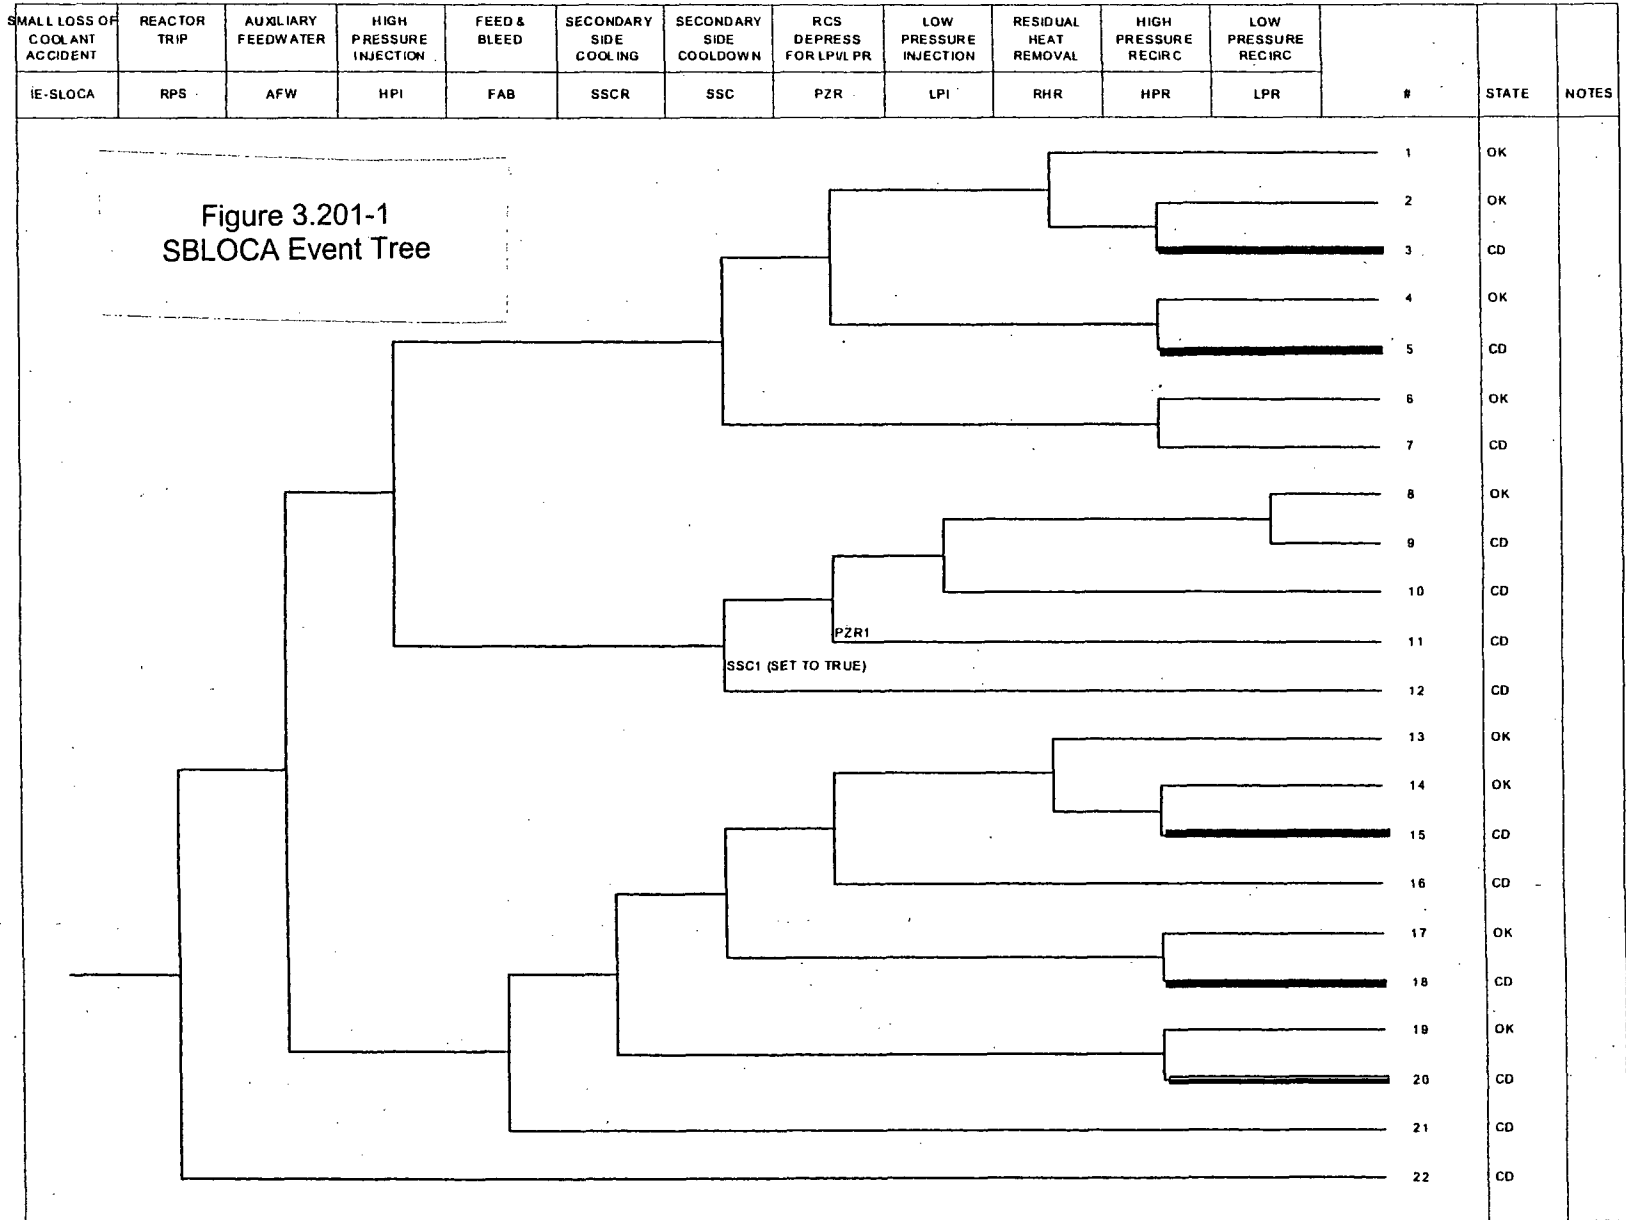 SMALL LOSS OF
COOLANT
ACCIDENT
REACTOR
TRIP
AUXILIARY
FEEDWATER
HIGH
PRESSURE
INJECTION
FEED &
BLEED
SECONDARY
SIDE
COOLING
SECONDARY
SIDE
COOLDOWN
RCS
DEPRESS
FOR LPI/LPR
LOW
PRESSURE
INJECTION
RESIDUAL
HEAT
REMOVAL
HIGH
PRESSURE
RECIRC
LOW
PRESSURE
RECIRC
IE-SLOCA RPS AFW HPI FAB SSCR SSC PZR LPI RHR HPR LPR # STATE NOTES
Figure 3.201-1
SBLOCA Event Tree
1 OK
2 OK
3 CD
4 OK
5 CD
6 OK
7 CD
8 OK
9 CD
10 CD
PZR1
11 CD
SSC1 (SET TO TRUE)
12 CD
13 OK
14 OK
15 CD
16 CD
17 OK
18 CD
19 OK
20 CD
21 CD
22 CD